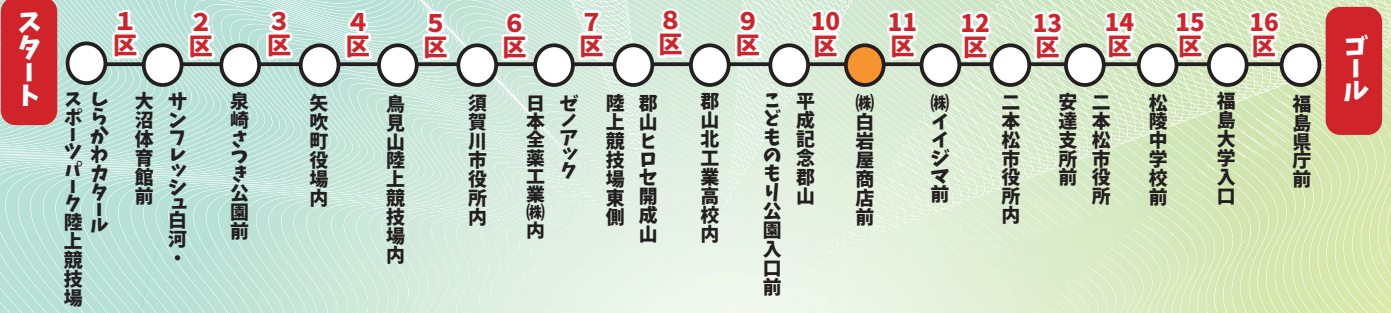 スタート
1区
2区
3区
4区
5区
6区
7区
8区
9区
10区
11区
12区
13区
14区
15区
16区
ゴール
しらかわカタール
スポーツパーク陸上競技場
サンフレッシュ白河・
大沼体育館前
泉崎さつき公園前
矢吹町役場内
鳥見山陸上競技場内
須賀川市役所内
ゼノアック
日本全薬工業㈱内
郡山ヒロセ開成山
陸上競技場東側
郡山北工業高校内
平成記念郡山
こどものもり公園入口前
㈱白岩屋商店前
㈱イイジマ前
二本松市役所内
二本松市役所
安達支所前
松陵中学校前
福島大学入口
福島県庁前